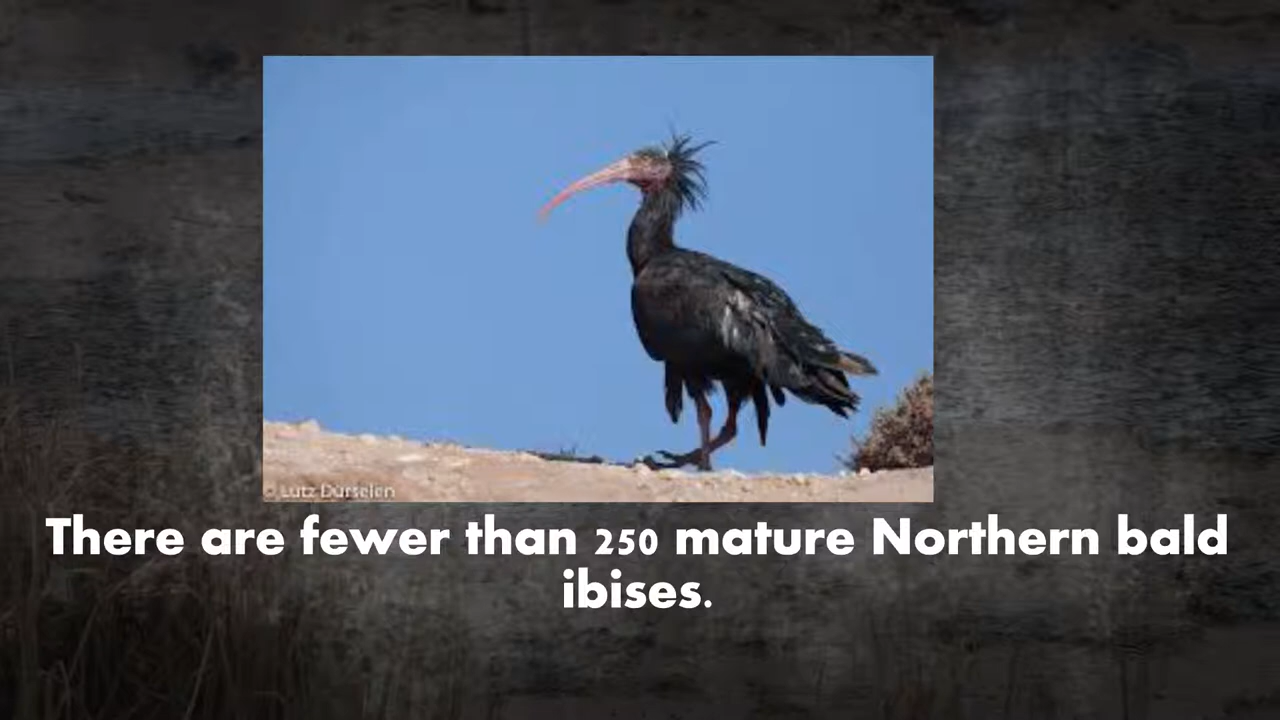 © Lutz Dürselen
There are fewer than 250 mature Northern bald
ibises.